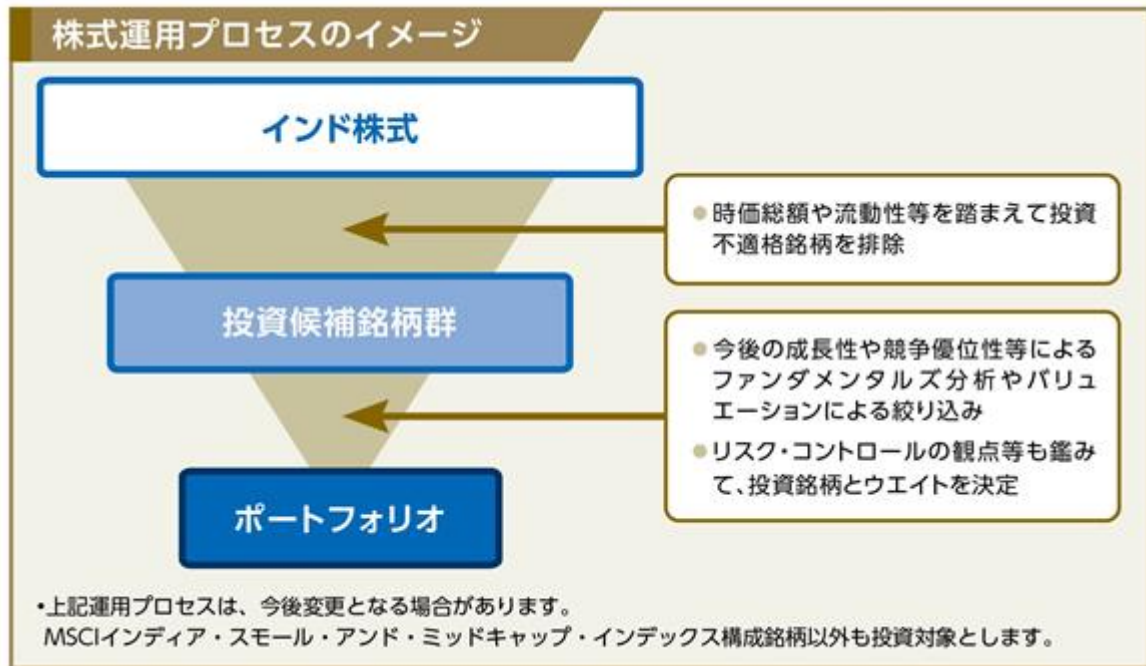 株式運用プロセスのイメージ
インド株式
●時価総額や流動性等を踏まえて投資
不適格銘柄を排除
投資候補銘柄群
●今後の成長性や競争優位性等による
ファンダメンタルズ分析やバリュ
エーションによる絞り込み
●リスク・コントロールの観点等も鑑み
て、投資銘柄とウエイトを決定
ポートフォリオ
•上記運用プロセスは、今後変更となる場合があります。
MSCIインディア・スモール・アンド・ミッドキャップ・インデックス構成銘柄以外も投資対象とします。